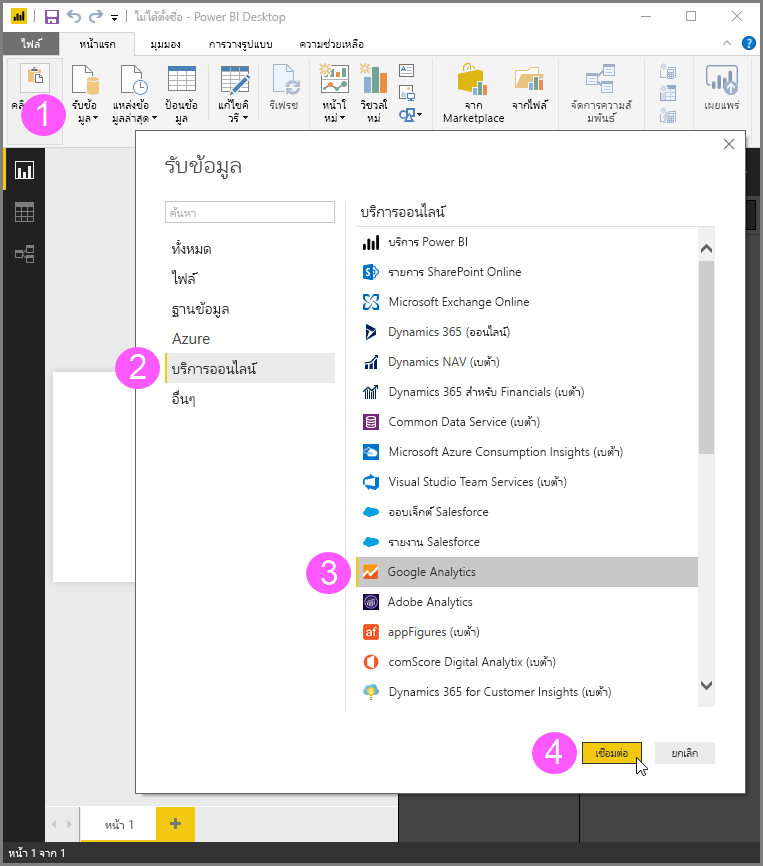 ไม่ได้ตั้งชื่อ - Power BI Desktop
ไฟล์ หน้าแรก มุมมอง การวางรูปแบบ ความช่วยเหลือ
1
รับข้อ
มูล
แหล่งข้อ
มูลล่าสุด
ป้อนข้อ
มูล
แก้ไขคิ
วรี
รีเฟรช
หน้าใ
หม่
วิชวลใ
หม่
จาก
Marketplace
จากไฟล์
จัดการความสั
มพันธ์
เผยแพร่
รับข้อมูล
ค้นหา
ทั้งหมด
ไฟล์
ฐานข้อมูล
Azure
2
บริการออนไลน์
อื่นๆ
บริการออนไลน์
บริการ Power BI
รายการ SharePoint Online
Microsoft Exchange Online
Dynamics 365 (ออนไลน์)
Dynamics NAV (เบต้า)
Dynamics 365 สำหรับ Financials (เบต้า)
Common Data Service (เบต้า)
Microsoft Azure Consumption Insights (เบต้า)
Visual Studio Team Services (เบต้า)
ออบเจ็กต์ Salesforce
รายงาน Salesforce
3
Google Analytics
Adobe Analytics
appFigures (เบต้า)
comScore Digital Analytix (เบต้า)
Dynamics 365 for Customer Insights (เบต้า)
4
เชื่อมต่อ
ยกเลิก
หน้า 1
หน้า 1 จาก 1